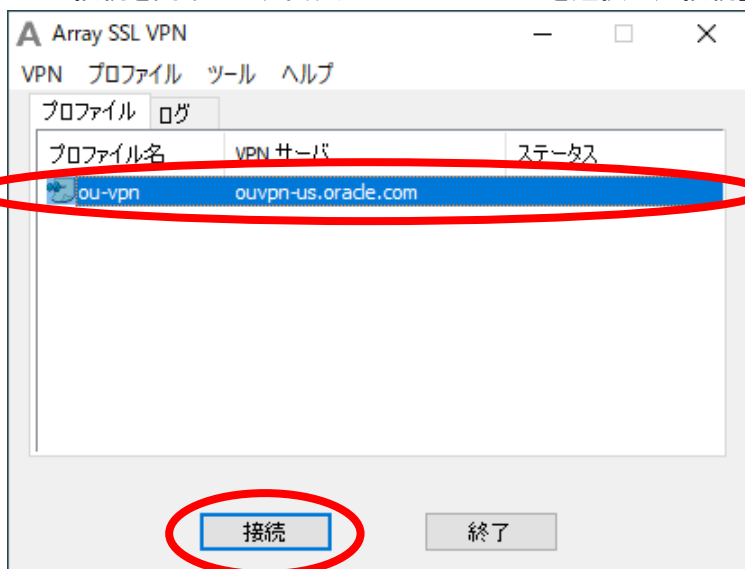 Array SSL VPN
VPN プロファイル ツール ヘルプ
プロファイル ログ
プロファイル名 VPN サーバ ステータス
ou-vpn ouvpn-us.oracle.com
接続 終了